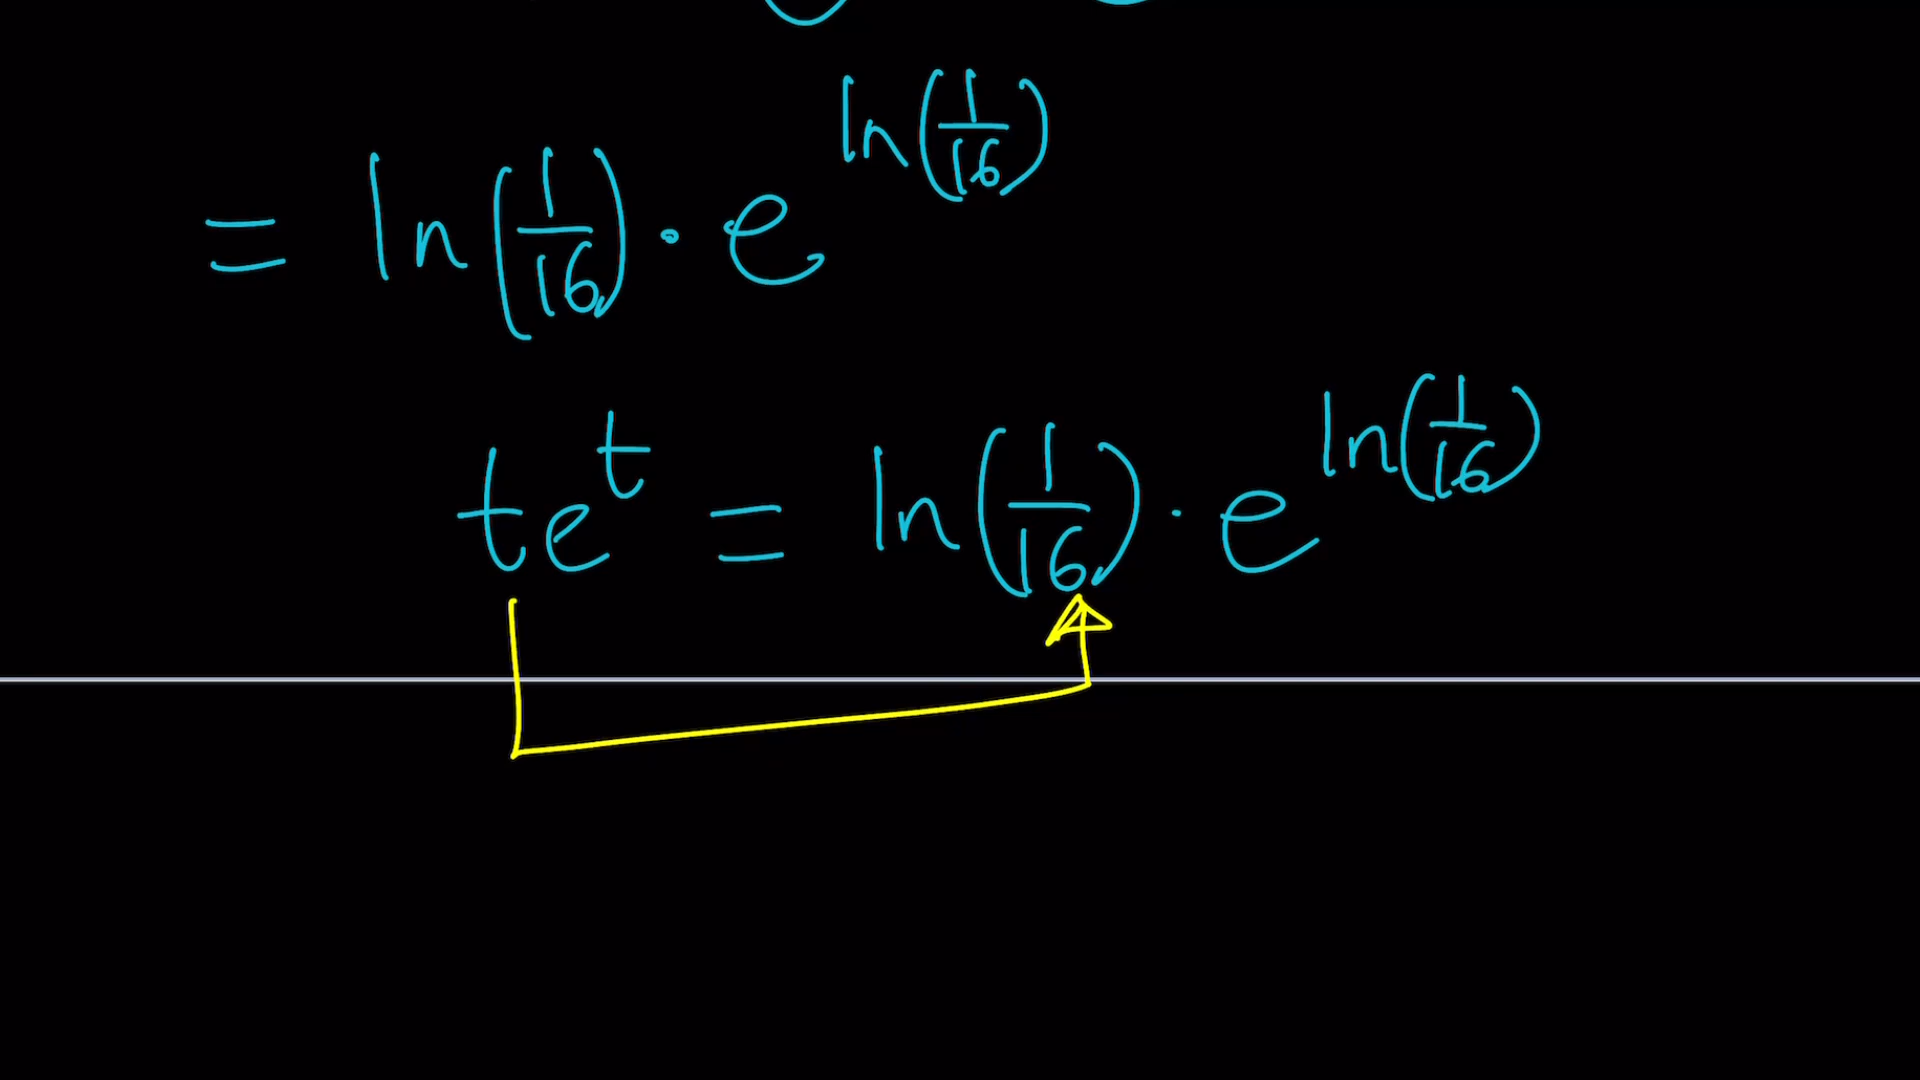 = ln(1/16) · e^ln(1/16)
te^t = ln(1/16) · e^ln(1/16)